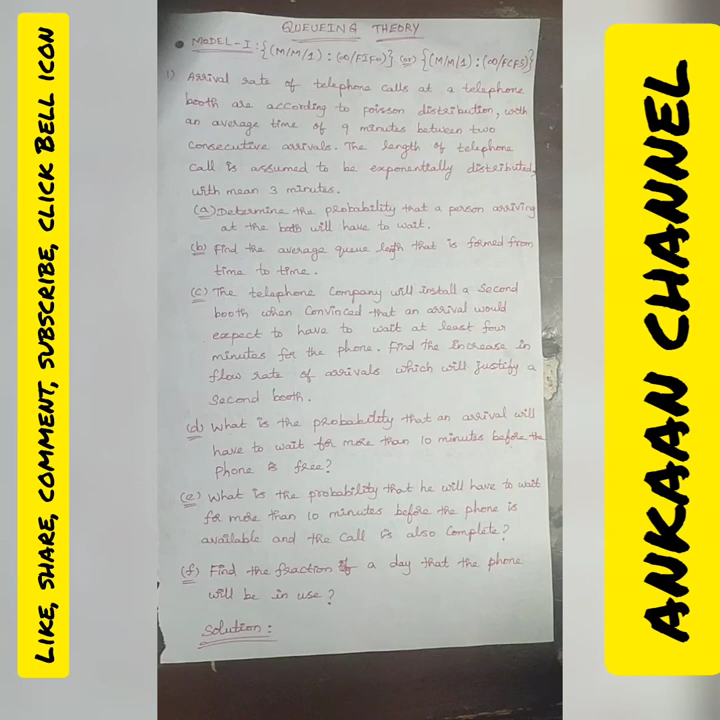 LIKE, SHARE, COMMENT, SUBSCRIBE, CLICK BELL ICON
QUEUEING THEORY
MODEL-I: {(M/M/1) : (∞/FIFO)} (or) {(M/M/1) : (∞/FCFS)}
1) Arrival rate of telephone calls at a telephone
booth are according to poisson distribution, with
an average time of 9 minutes between two
consecutive arrivals. The length of telephone
call is assumed to be exponentially distributed,
with mean 3 minutes.
(a) Determine the probability that a person arriving
at the both will have to wait.
(b) Find the average queue length that is formed from
time to time.
(c) The telephone company will install a second
booth when convinced that an arrival would
expect to have to wait at least four
minutes for the phone. Find the increase in
flow rate of arrivals which will justify a
second booth.
(d) What is the probability that an arrival will
have to wait for more than 10 minutes before the
phone is free?
(e) What is the probability that he will have to wait
for more than 10 minutes before the phone is
available and the call is also complete?
(f) Find the fraction of a day that the phone
will be in use?
Solution:
ANKAAN CHANNEL